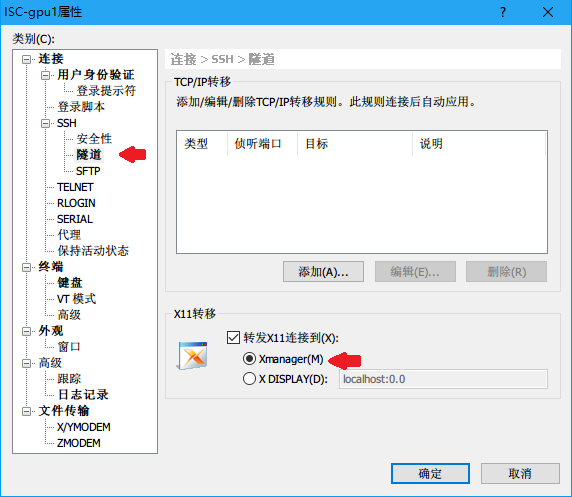 ISC-gpu1属性
类别(C):
连接
用户身份验证
登录提示符
登录脚本
SSH
安全性
隧道
SFTP
TELNET
RLOGIN
SERIAL
代理
保持活动状态
终端
键盘
VT 模式
高级
外观
窗口
高级
跟踪
日志记录
文件传输
X/YMODEM
ZMODEM
连接 > SSH > 隧道
TCP/IP转移
添加/编辑/删除TCP/IP转移规则。此规则连接后自动应用。
类型 侦听端口 目标 说明
添加(A)... 编辑(E)... 删除(R)
X11转移
转发X11连接到(X):
Xmanager(M)
X DISPLAY(D): localhost:0.0
确定 取消